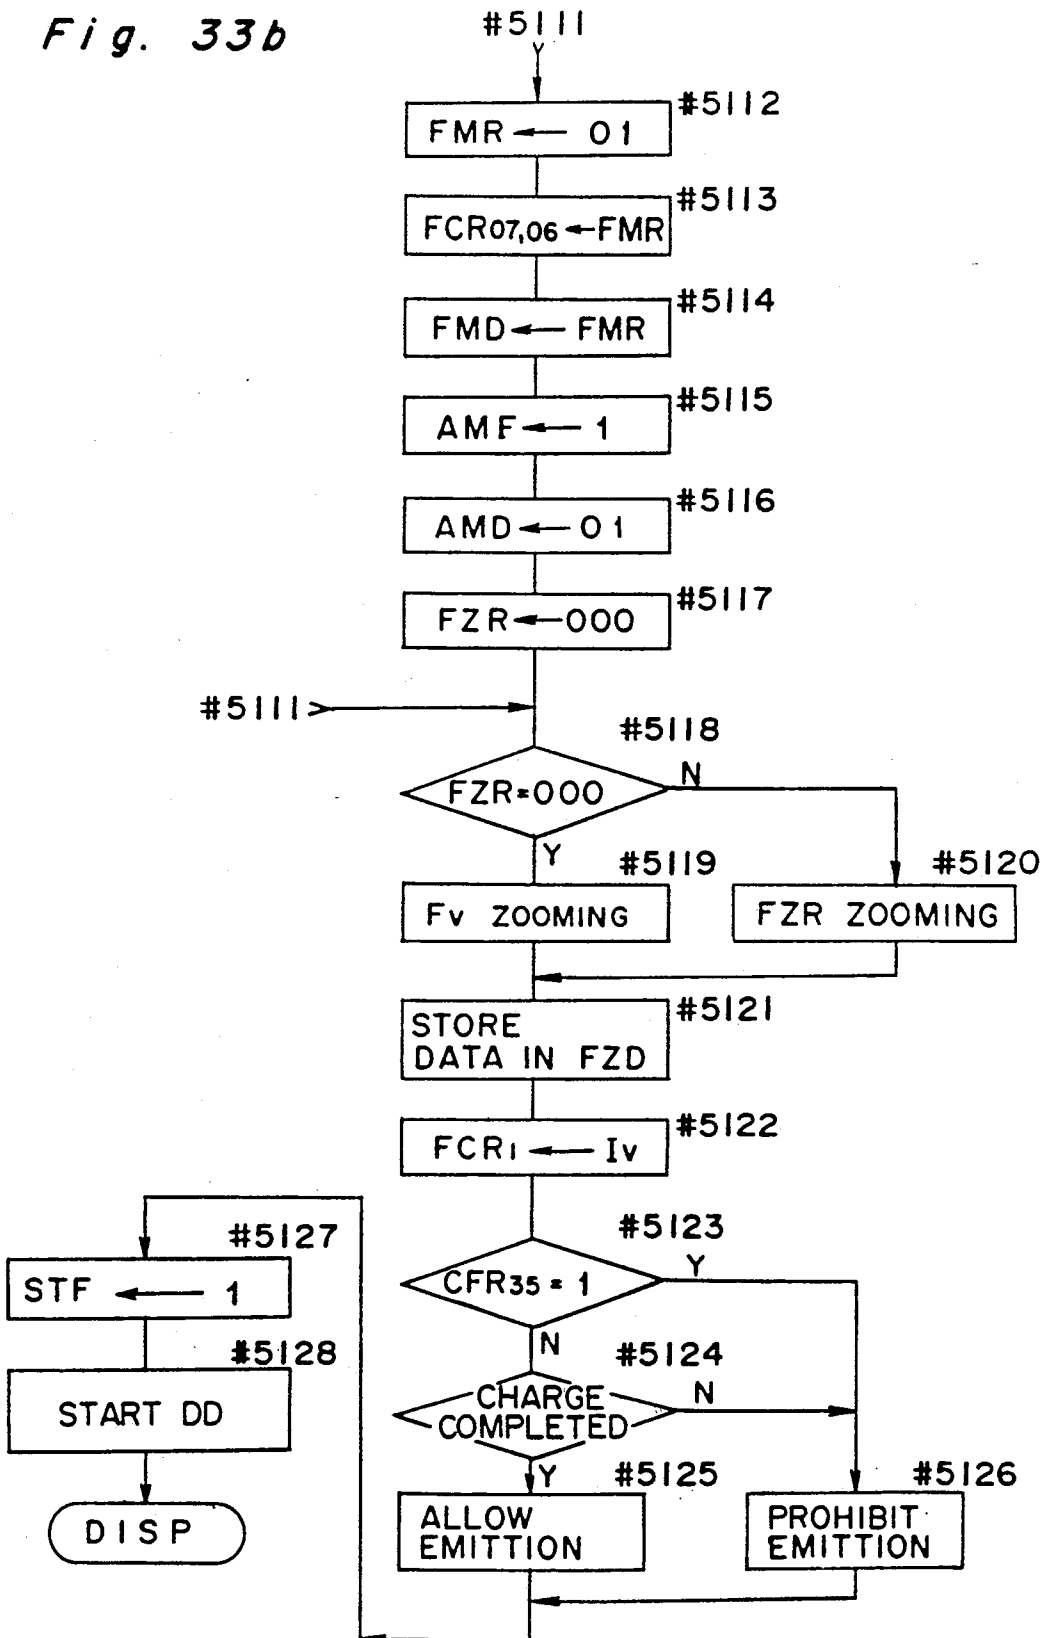 Fig. 33b
#5111
#5112
FMR ← 01
#5113
FCR07,06 ← FMR
#5114
FMD ← FMR
#5115
AMF ← 1
#5116
AMD ← 01
#5117
FZR ← 000
#5111
#5118
FZR = 000
N
Y
#5119
Fv ZOOMING
#5120
FZR ZOOMING
#5121
STORE
DATA IN FZD
#5122
FCR1 ← Iv
#5123
CFR35 = 1
Y
N
#5124
CHARGE
COMPLETED
N
Y
#5125
ALLOW
EMITTION
#5126
PROHIBIT
EMITTION
#5127
STF ← 1
#5128
START DD
DISP